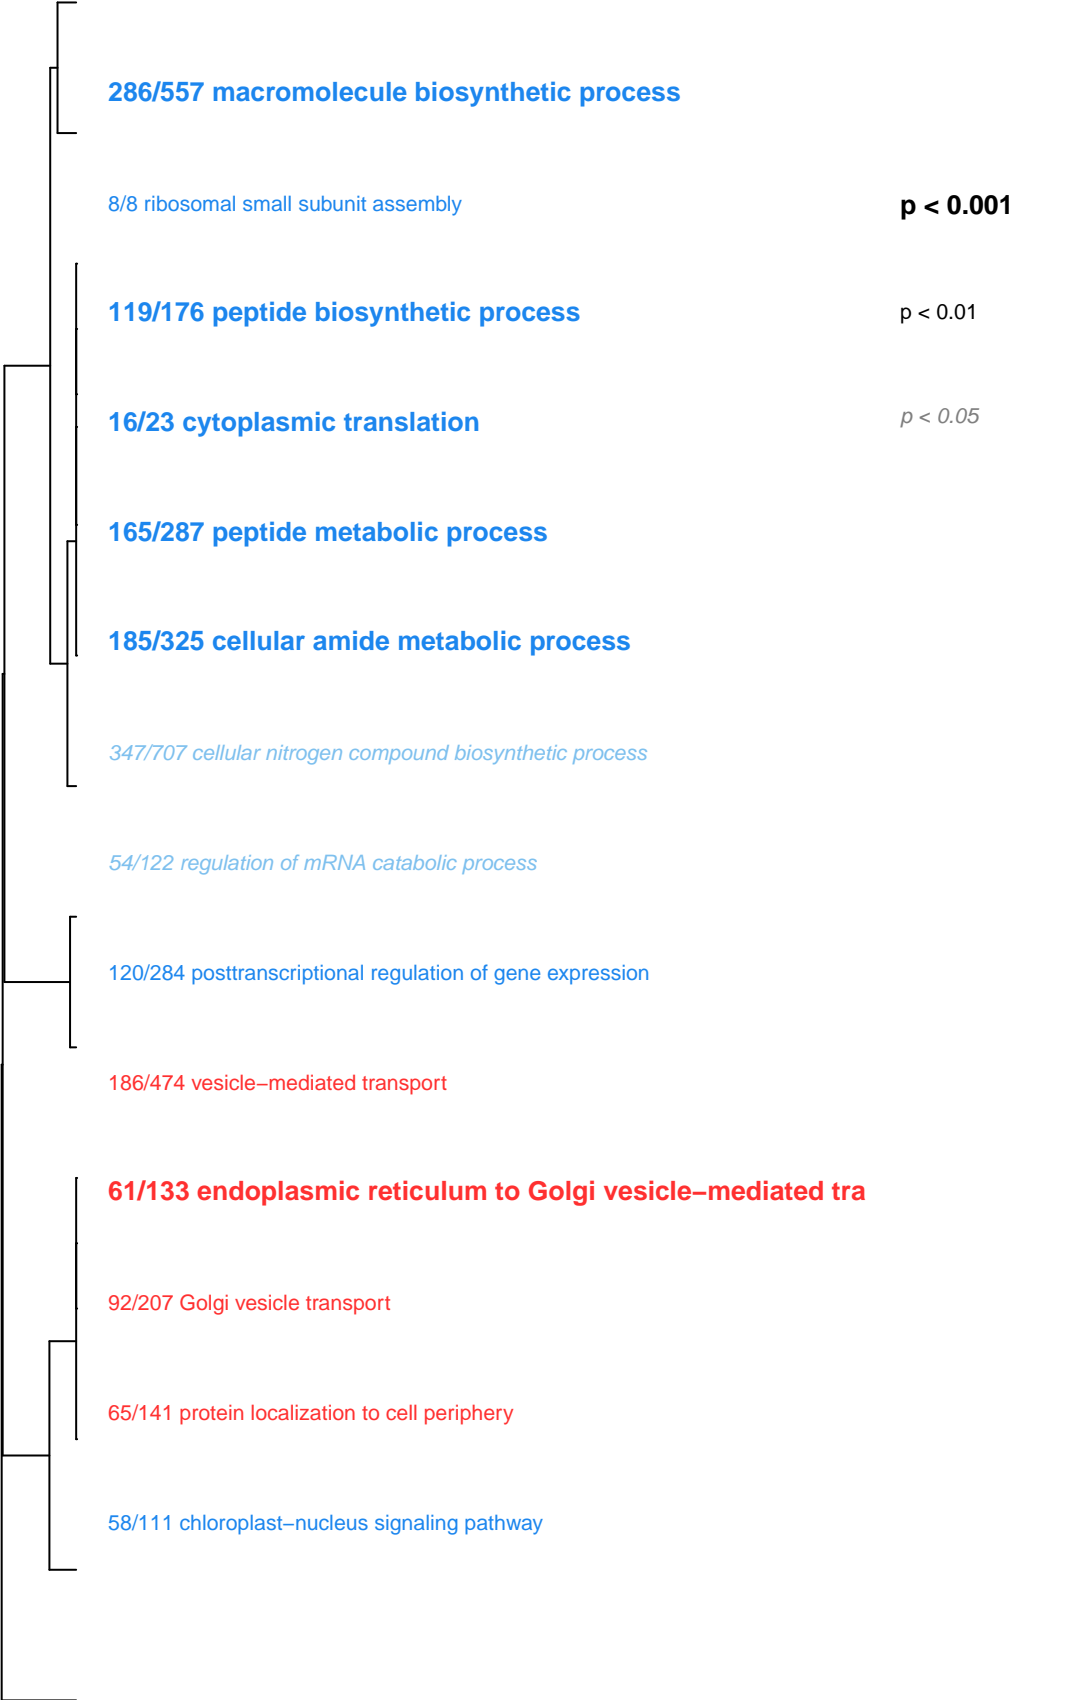 286/557 macromolecule biosynthetic process
8/8 ribosomal small subunit assembly
p < 0.001
119/176 peptide biosynthetic process
p < 0.01
16/23 cytoplasmic translation
p < 0.05
165/287 peptide metabolic process
185/325 cellular amide metabolic process
347/707 cellular nitrogen compound biosynthetic process
54/122 regulation of mRNA catabolic process
120/284 posttranscriptional regulation of gene expression
186/474 vesicle−mediated transport
61/133 endoplasmic reticulum to Golgi vesicle−mediated tra
92/207 Golgi vesicle transport
65/141 protein localization to cell periphery
58/111 chloroplast−nucleus signaling pathway